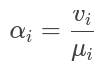 α_i = v_i / μ_i